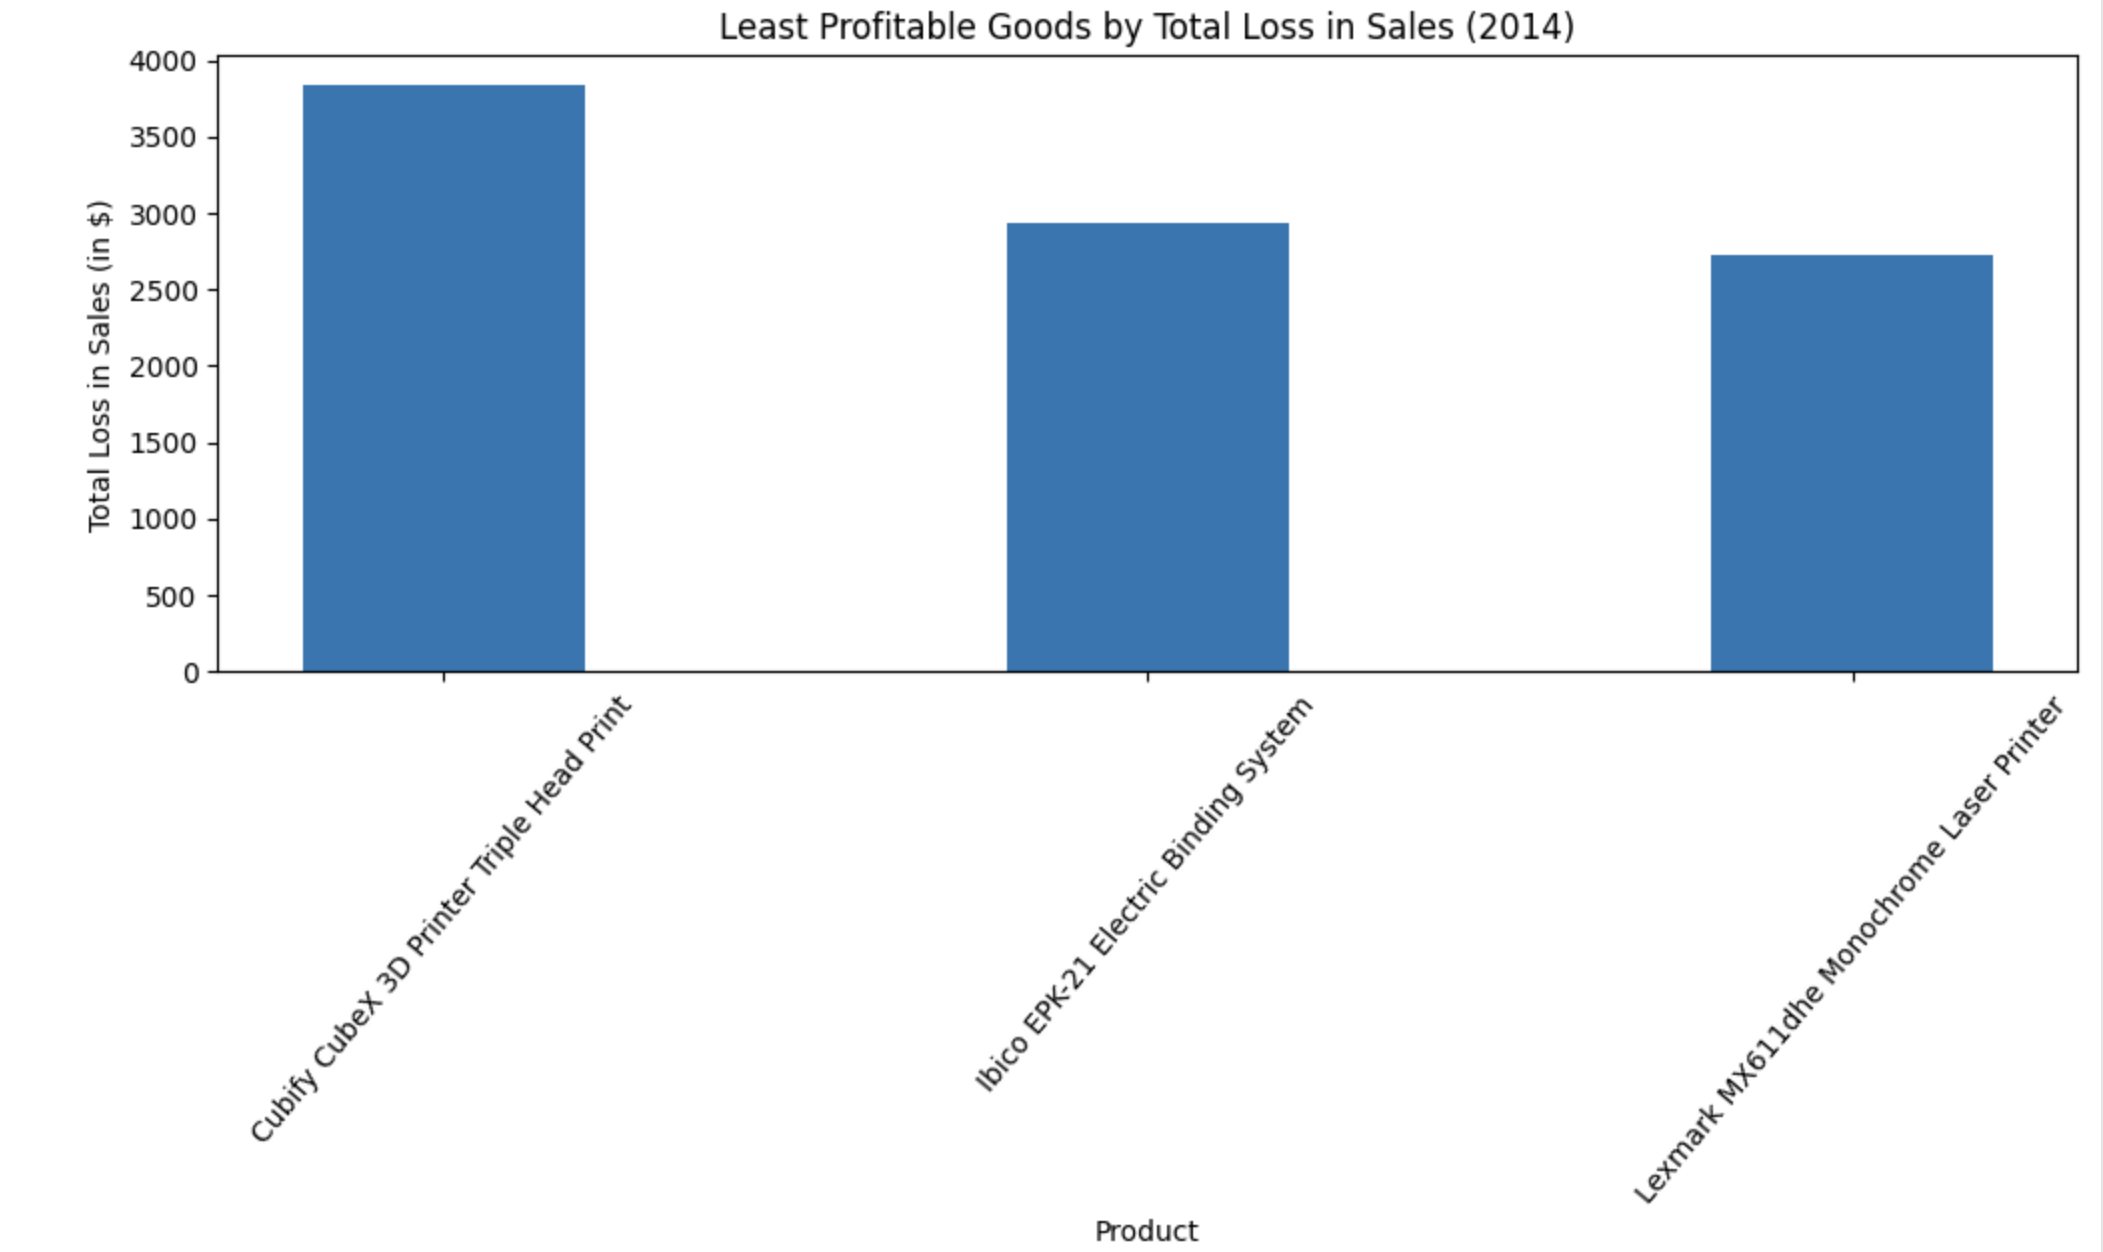 Least Profitable Goods by Total Loss in Sales (2014)
Total Loss in Sales (in $)
4000
3500
3000
2500
2000
1500
1000
500
0
Cubify CubeX 3D Printer Triple Head Print
Ibico EPK-21 Electric Binding System
Lexmark MX611dhe Monochrome Laser Printer
Product